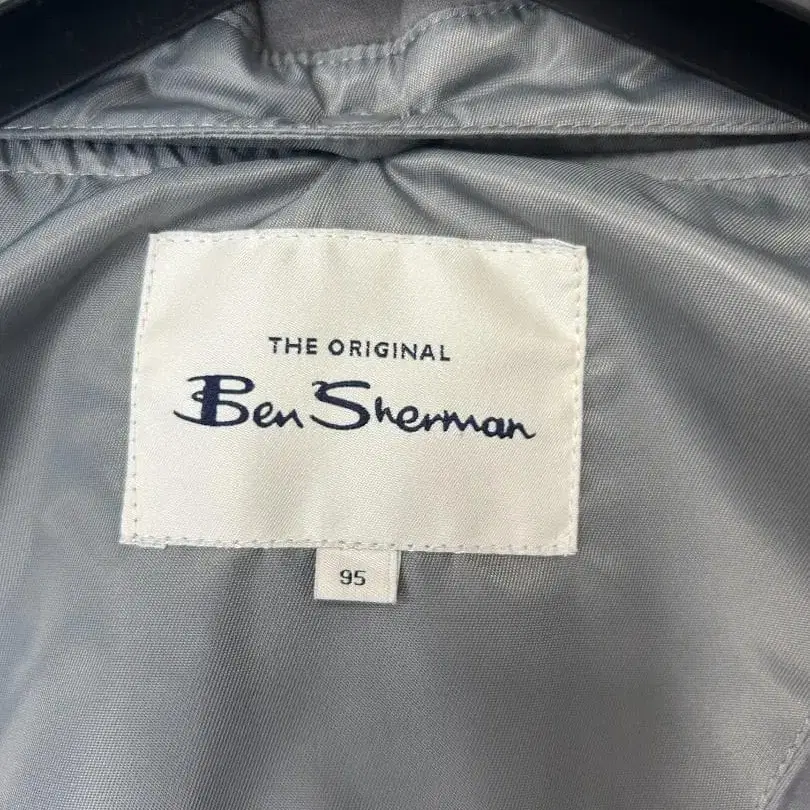 THE ORIGINAL
Ben Sherman
95